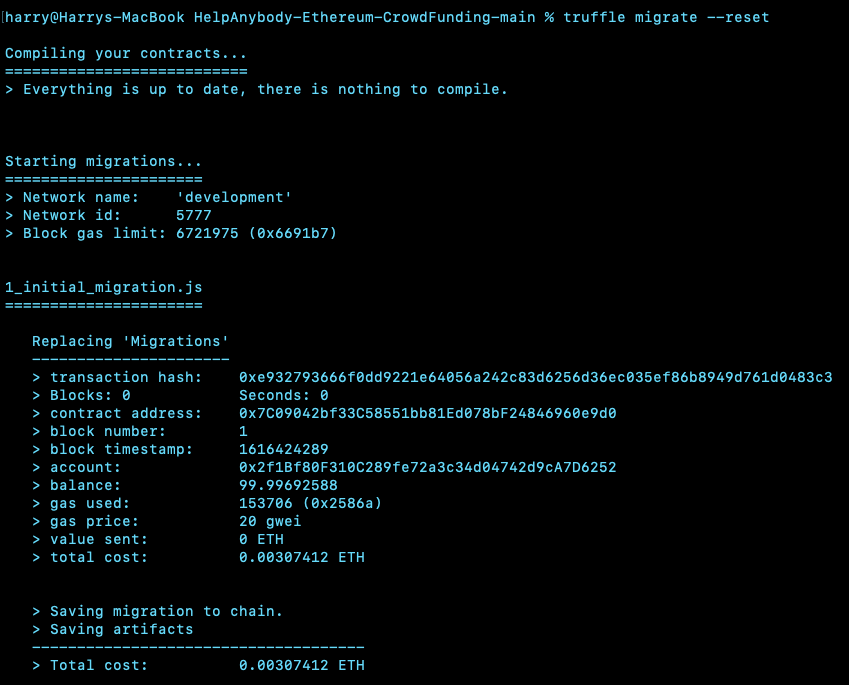 harry@Harrys-MacBook HelpAnybody-Ethereum-CrowdFunding-main % truffle migrate --reset
Compiling your contracts...
===========================
> Everything is up to date, there is nothing to compile.
Starting migrations...
======================
> Network name:    'development'
> Network id:      5777
> Block gas limit: 6721975 (0x6691b7)
1_initial_migration.js
======================
   Replacing 'Migrations'
   ----------------------
   > transaction hash:    0xe932793666f0dd9221e64056a242c83d6256d36ec035ef86b8949d761d0483c3
   > Blocks: 0            Seconds: 0
   > contract address:    0x7C09042bf33C58551bb81Ed078bF24846960e9d0
   > block number:        1
   > block timestamp:     1616424289
   > account:             0x2f1Bf80F310C289fe72a3c34d04742d9cA7D6252
   > balance:             99.99692588
   > gas used:            153706 (0x2586a)
   > gas price:           20 gwei
   > value sent:          0 ETH
   > total cost:          0.00307412 ETH
   > Saving migration to chain.
   > Saving artifacts
   -------------------------------------
   > Total cost:          0.00307412 ETH